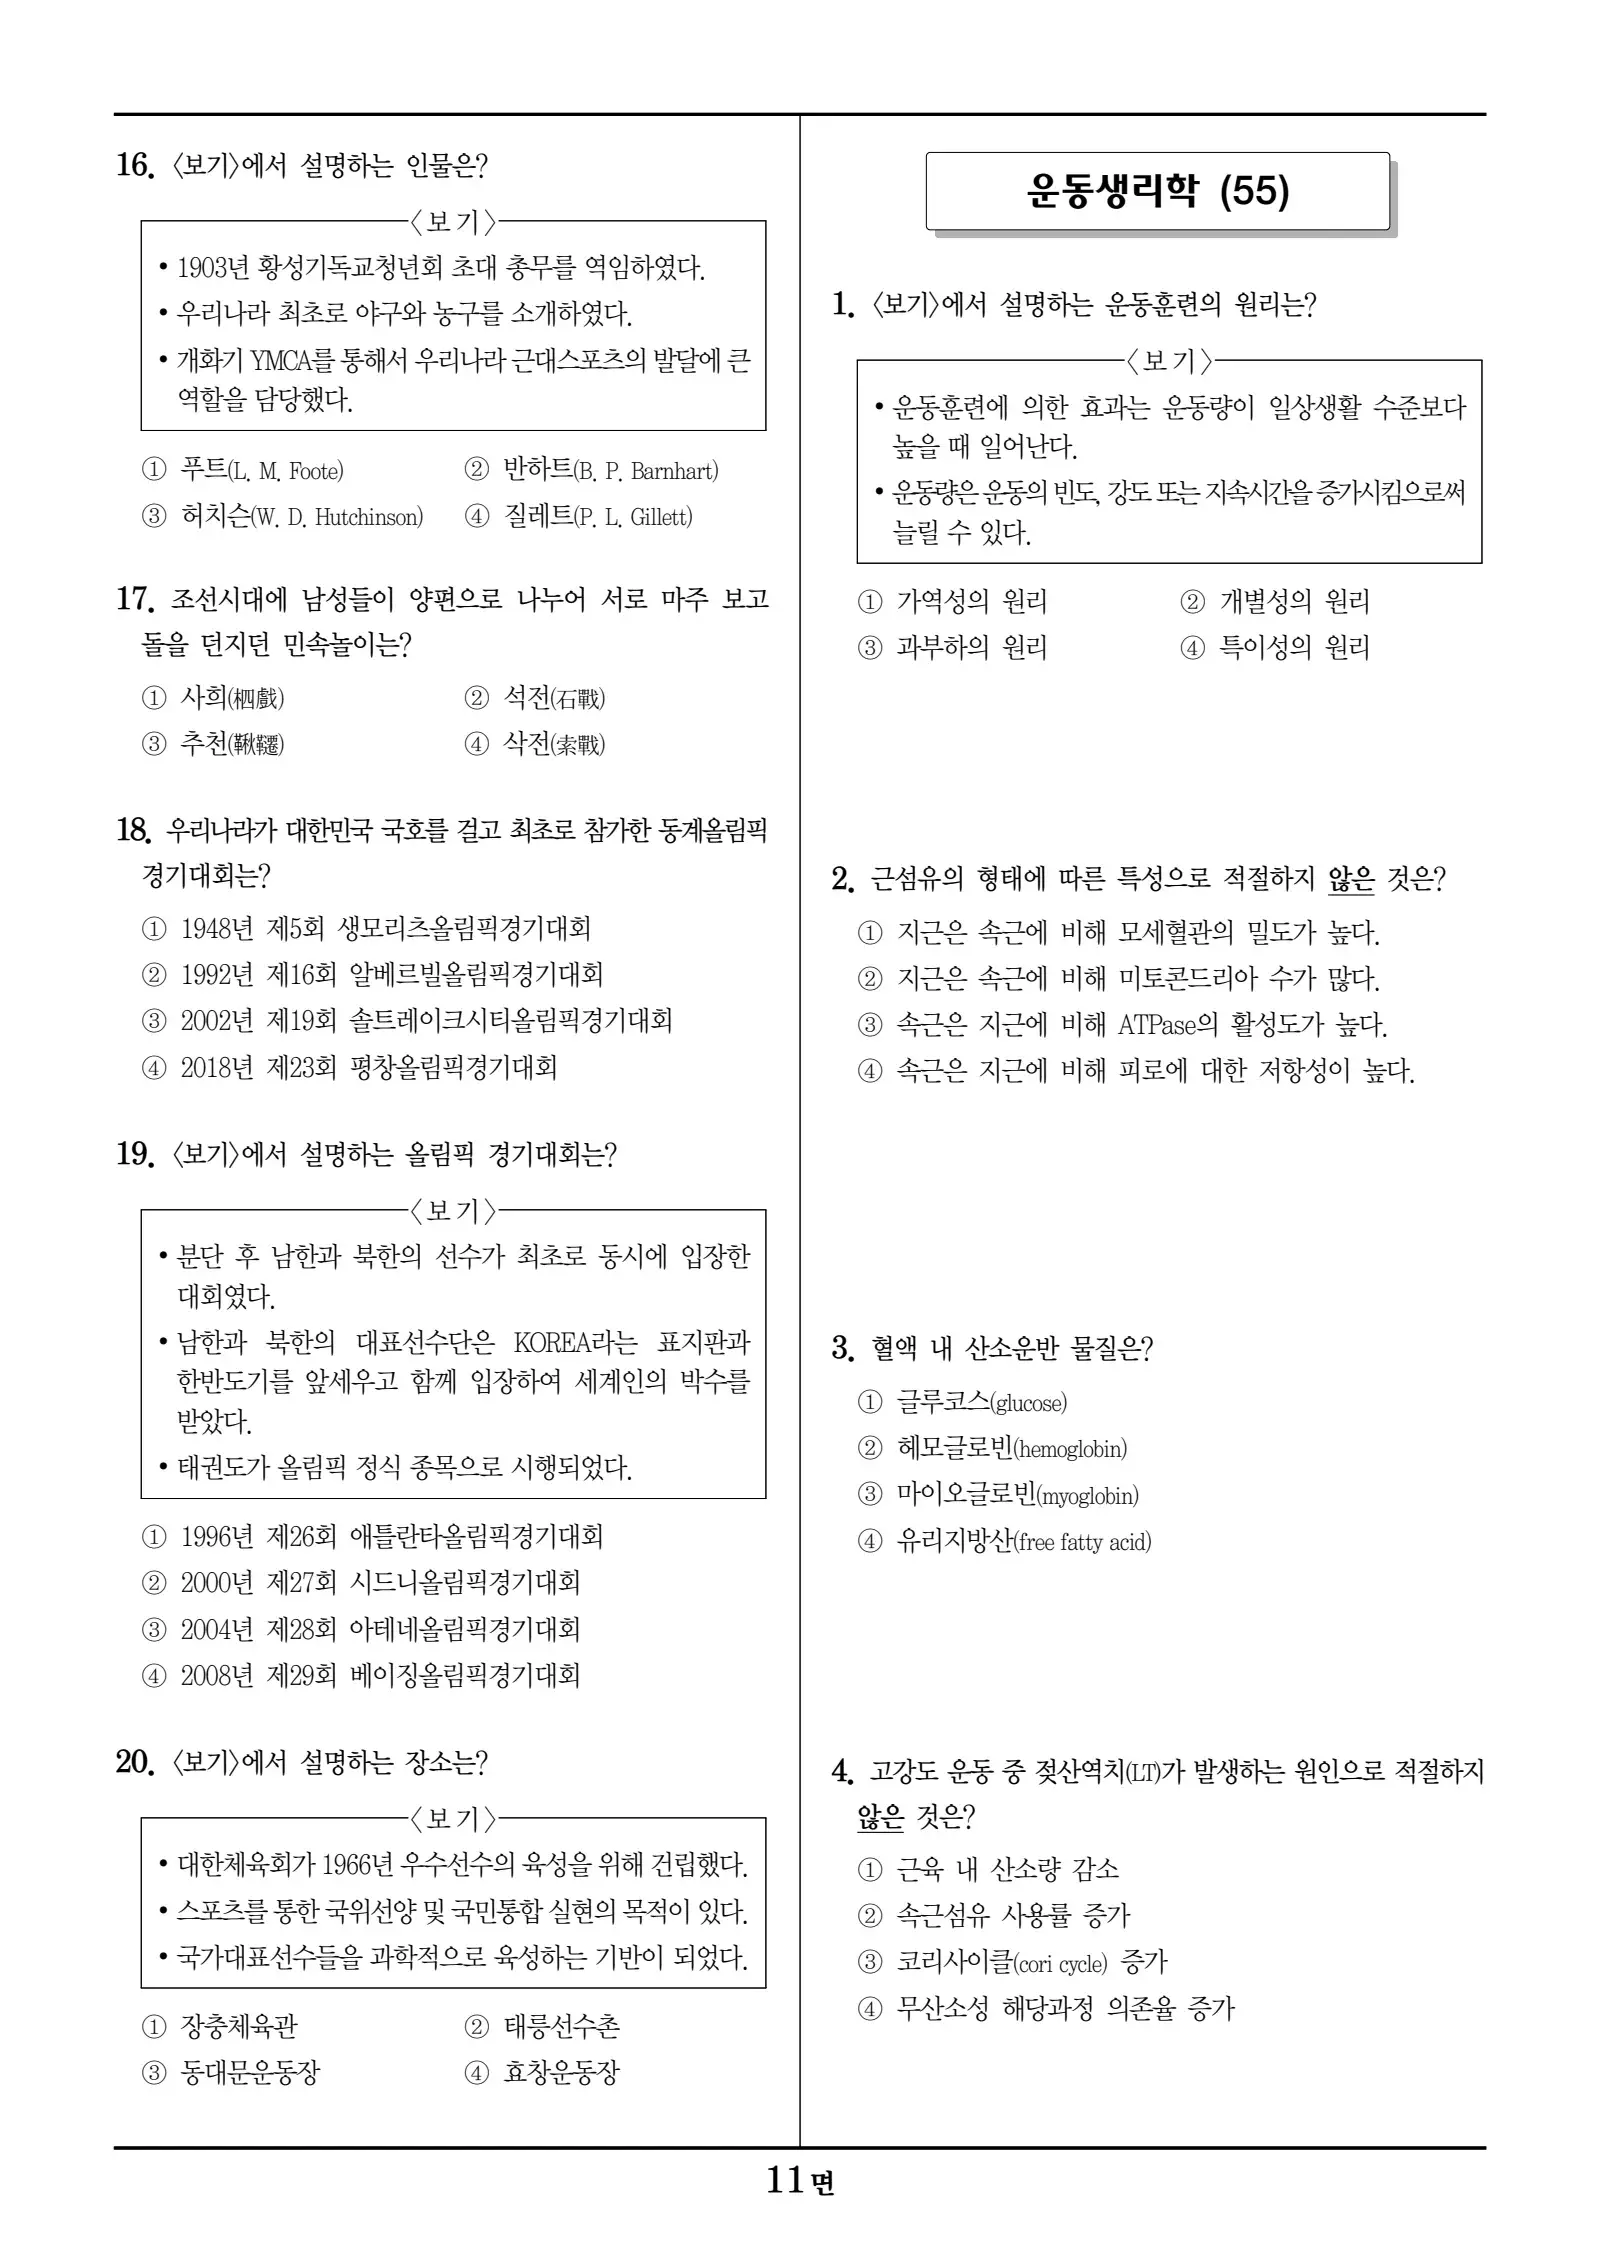 16. 〈보기〉에서 설명하는 인물은?
〈보기〉
• 1903년 황성기독교청년회 초대 총무를 역임하였다.
• 우리나라 최초로 야구와 농구를 소개하였다.
• 개화기 YMCA를 통해서 우리나라 근대스포츠의 발달에 큰
역할을 담당했다.
① 푸트(L. M. Foote) ② 반하트(B. P. Barnhart)
③ 허치슨(W. D. Hutchinson) ④ 질레트(P. L. Gillett)
17. 조선시대에 남성들이 양편으로 나누어 서로 마주 보고
돌을 던지던 민속놀이는?
① 사희(柶戲) ② 석전(石戰)
③ 추천(鞦韆) ④ 삭전(索戰)
18. 우리나라가 대한민국 국호를 걸고 최초로 참가한 동계올림픽
경기대회는?
① 1948년 제5회 생모리츠올림픽경기대회
② 1992년 제16회 알베르빌올림픽경기대회
③ 2002년 제19회 솔트레이크시티올림픽경기대회
④ 2018년 제23회 평창올림픽경기대회
19. 〈보기〉에서 설명하는 올림픽 경기대회는?
〈보기〉
• 분단 후 남한과 북한의 선수가 최초로 동시에 입장한
대회였다.
• 남한과 북한의 대표선수단은 KOREA라는 표지판과
한반도기를 앞세우고 함께 입장하여 세계인의 박수를
받았다.
• 태권도가 올림픽 정식 종목으로 시행되었다.
① 1996년 제26회 애틀란타올림픽경기대회
② 2000년 제27회 시드니올림픽경기대회
③ 2004년 제28회 아테네올림픽경기대회
④ 2008년 제29회 베이징올림픽경기대회
20. 〈보기〉에서 설명하는 장소는?
〈보기〉
• 대한체육회가 1966년 우수선수의 육성을 위해 건립했다.
• 스포츠를 통한 국위선양 및 국민통합 실현의 목적이 있다.
• 국가대표선수들을 과학적으로 육성하는 기반이 되었다.
① 장충체육관 ② 태릉선수촌
③ 동대문운동장 ④ 효창운동장
운동생리학 (55)
1. 〈보기〉에서 설명하는 운동훈련의 원리는?
〈보기〉
• 운동훈련에 의한 효과는 운동량이 일상생활 수준보다
높을 때 일어난다.
• 운동량은 운동의 빈도, 강도 또는 지속시간을 증가시킴으로써
늘릴 수 있다.
① 가역성의 원리 ② 개별성의 원리
③ 과부하의 원리 ④ 특이성의 원리
2. 근섬유의 형태에 따른 특성으로 적절하지 않은 것은?
① 지근은 속근에 비해 모세혈관의 밀도가 높다.
② 지근은 속근에 비해 미토콘드리아 수가 많다.
③ 속근은 지근에 비해 ATPase의 활성도가 높다.
④ 속근은 지근에 비해 피로에 대한 저항성이 높다.
3. 혈액 내 산소운반 물질은?
① 글루코스(glucose)
② 헤모글로빈(hemoglobin)
③ 마이오글로빈(myoglobin)
④ 유리지방산(free fatty acid)
4. 고강도 운동 중 젖산역치(LT)가 발생하는 원인으로 적절하지
않은 것은?
① 근육 내 산소량 감소
② 속근섬유 사용률 증가
③ 코리사이클(cori cycle) 증가
④ 무산소성 해당과정 의존율 증가
11면